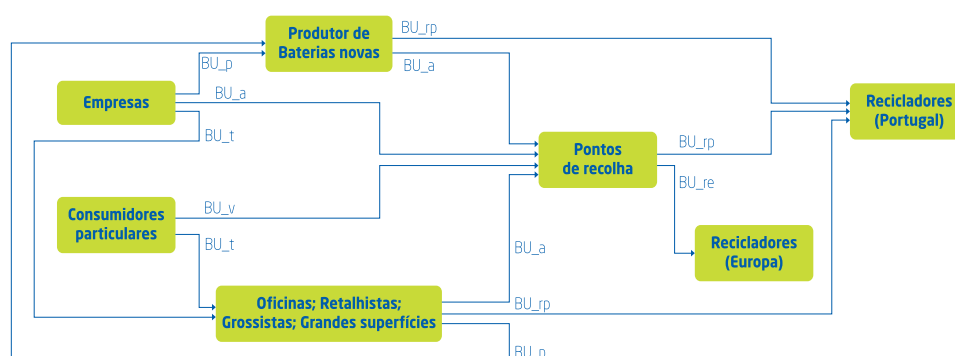 Produtor de
Baterias novas
BU_rp
BU_a
BU_p
Empresas
BU_a
BU_t
Recicladores
(Portugal)
Pontos
de recolha
BU_rp
BU_re
Consumidores
particulares
BU_v
BU_t
Recicladores
(Europa)
BU_a
Oficinas; Retalhistas;
Grossistas; Grandes superfícies
BU_rp
BU_p